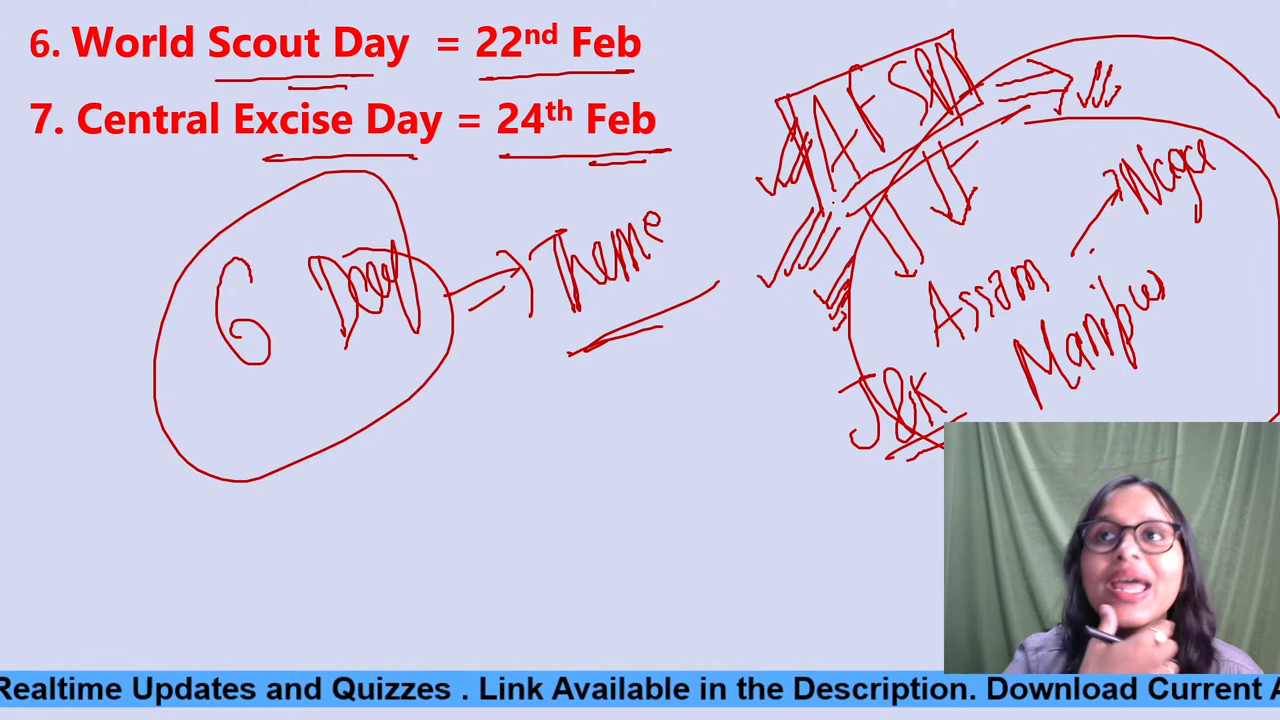 6. World Scout Day = 22nd Feb
7. Central Excise Day = 24th Feb
6 Day
Theme
AFSPA
Assam
Manipur
J&K
Realtime Updates and Quizzes . Link Available in the Description. Download Current A